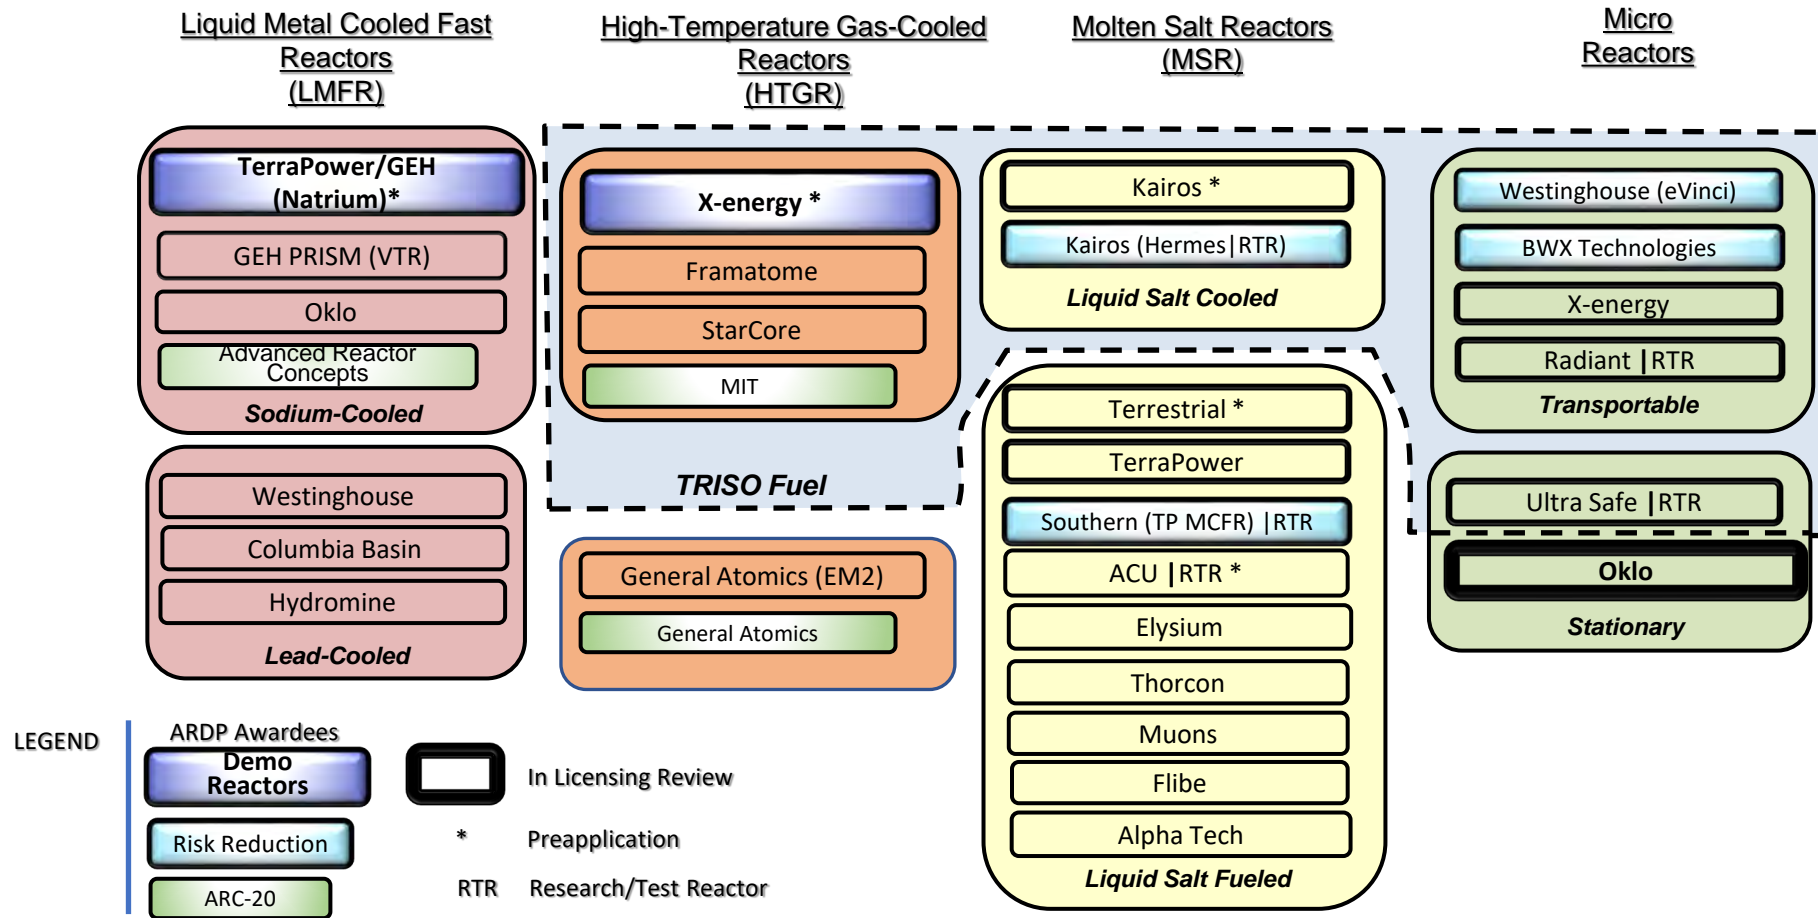 Liquid Metal Cooled Fast
Reactors
(LMFR)
High-Temperature Gas-Cooled
Reactors
(HTGR)
Molten Salt Reactors
(MSR)
Micro
Reactors
TerraPower/GEH
(Natrium)*
GEH PRISM (VTR)
Oklo
Advanced Reactor
Concepts
Sodium-Cooled
Westinghouse
Columbia Basin
Hydromine
Lead-Cooled
X-energy *
Framatome
StarCore
MIT
TRISO Fuel
General Atomics (EM2)
General Atomics
Kairos *
Kairos (Hermes|RTR)
Liquid Salt Cooled
Terrestrial *
TerraPower
Southern (TP MCFR) |RTR
ACU |RTR *
Elysium
Thorcon
Muons
Flibe
Alpha Tech
Liquid Salt Fueled
Westinghouse (eVinci)
BWX Technologies
X-energy
Radiant |RTR
Transportable
Ultra Safe |RTR
Oklo
Stationary
LEGEND
ARDP Awardees
Demo
Reactors
Risk Reduction
ARC-20
In Licensing Review
* Preapplication
RTR Research/Test Reactor